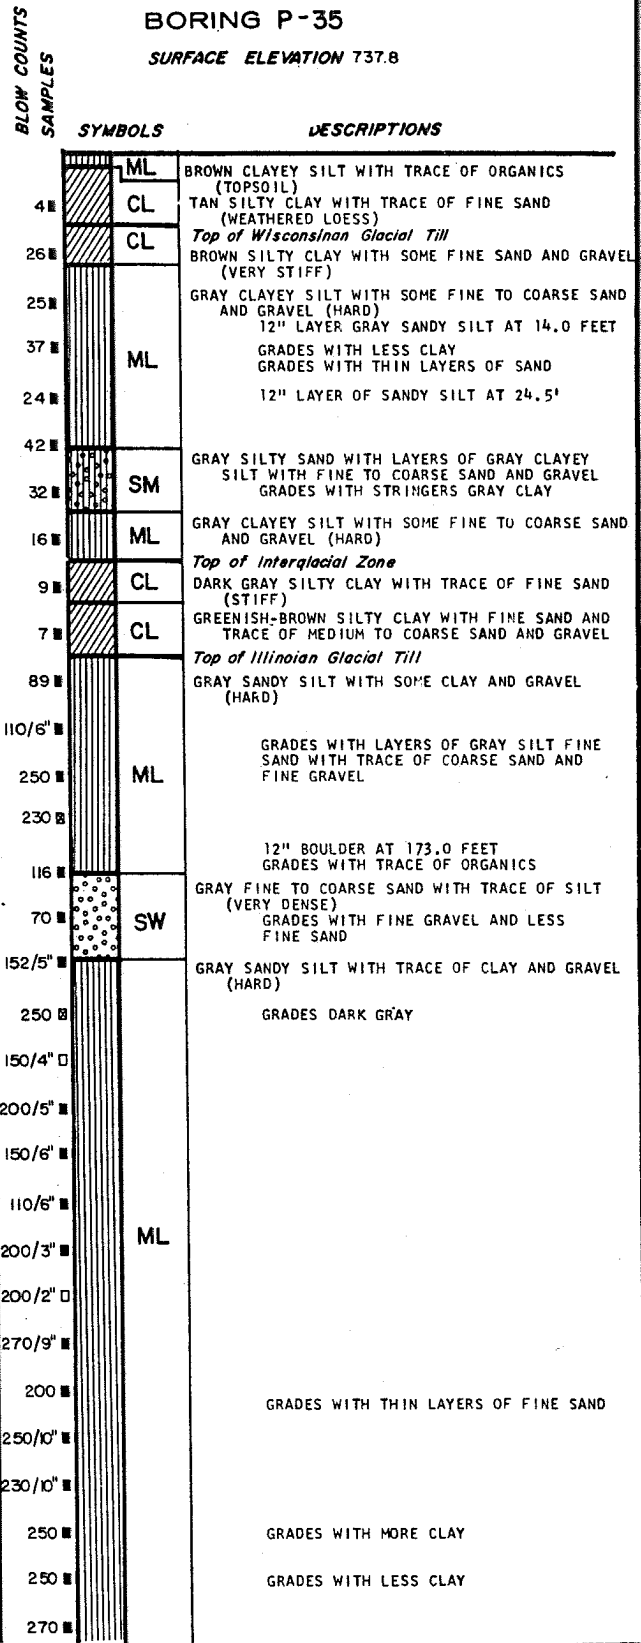 BORING P-35
SURFACE ELEVATION 737.8
BLOW COUNTS
SAMPLES
SYMBOLS
DESCRIPTIONS
ML
BROWN CLAYEY SILT WITH TRACE OF ORGANICS
(TOPSOIL)
4
CL
TAN SILTY CLAY WITH TRACE OF FINE SAND
(WEATHERED LOESS)
CL
Top of Wisconsinan Glacial Till
26
BROWN SILTY CLAY WITH SOME FINE SAND AND GRAVEL
(VERY STIFF)
25
GRAY CLAYEY SILT WITH SOME FINE TO COARSE SAND
AND GRAVEL (HARD)
12" LAYER GRAY SANDY SILT AT 14.0 FEET
37
ML
GRADES WITH LESS CLAY
GRADES WITH THIN LAYERS OF SAND
24
12" LAYER OF SANDY SILT AT 24.5'
42
GRAY SILTY SAND WITH LAYERS OF GRAY CLAYEY
SILT WITH FINE TO COARSE SAND AND GRAVEL
32
SM
GRADES WITH STRINGERS GRAY CLAY
16
ML
GRAY CLAYEY SILT WITH SOME FINE TO COARSE SAND
AND GRAVEL (HARD)
Top of Interglacial Zone
9
CL
DARK GRAY SILTY CLAY WITH TRACE OF FINE SAND
(STIFF)
7
CL
GREENISH-BROWN SILTY CLAY WITH FINE SAND AND
TRACE OF MEDIUM TO COARSE SAND AND GRAVEL
Top of Illinoian Glacial Till
89
GRAY SANDY SILT WITH SOME CLAY AND GRAVEL
(HARD)
110/6"
GRADES WITH LAYERS OF GRAY SILT FINE
SAND WITH TRACE OF COARSE SAND AND
FINE GRAVEL
250
ML
230
12" BOULDER AT 173.0 FEET
GRADES WITH TRACE OF ORGANICS
116
GRAY FINE TO COARSE SAND WITH TRACE OF SILT
(VERY DENSE)
70
SW
GRADES WITH FINE GRAVEL AND LESS
FINE SAND
152/5"
GRAY SANDY SILT WITH TRACE OF CLAY AND GRAVEL
(HARD)
250
GRADES DARK GRAY
150/4"
200/5"
150/6"
110/6"
ML
200/3"
200/2"
270/9"
200
GRADES WITH THIN LAYERS OF FINE SAND
250/10"
230/10"
250
GRADES WITH MORE CLAY
250
GRADES WITH LESS CLAY
270